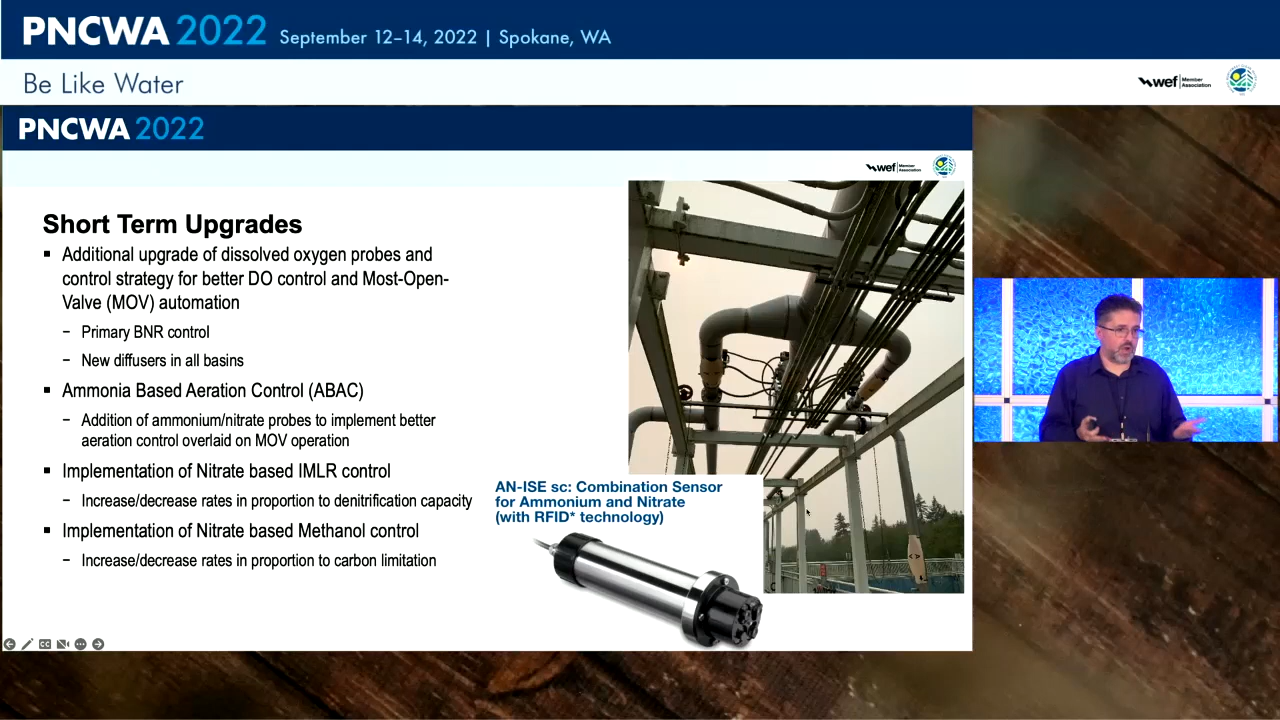 PNCWA 2022 September 12–14, 2022 | Spokane, WA
Be Like Water
wef Member Association
PNCWA 2022
wef Member Association
Short Term Upgrades
▪ Additional upgrade of dissolved oxygen probes and
control strategy for better DO control and Most-Open-
Valve (MOV) automation
− Primary BNR control
− New diffusers in all basins
▪ Ammonia Based Aeration Control (ABAC)
− Addition of ammonium/nitrate probes to implement better
aeration control overlaid on MOV operation
▪ Implementation of Nitrate based IMLR control
− Increase/decrease rates in proportion to denitrification capacity
▪ Implementation of Nitrate based Methanol control
− Increase/decrease rates in proportion to carbon limitation
AN-ISE sc: Combination Sensor
for Ammonium and Nitrate
(with RFID* technology)